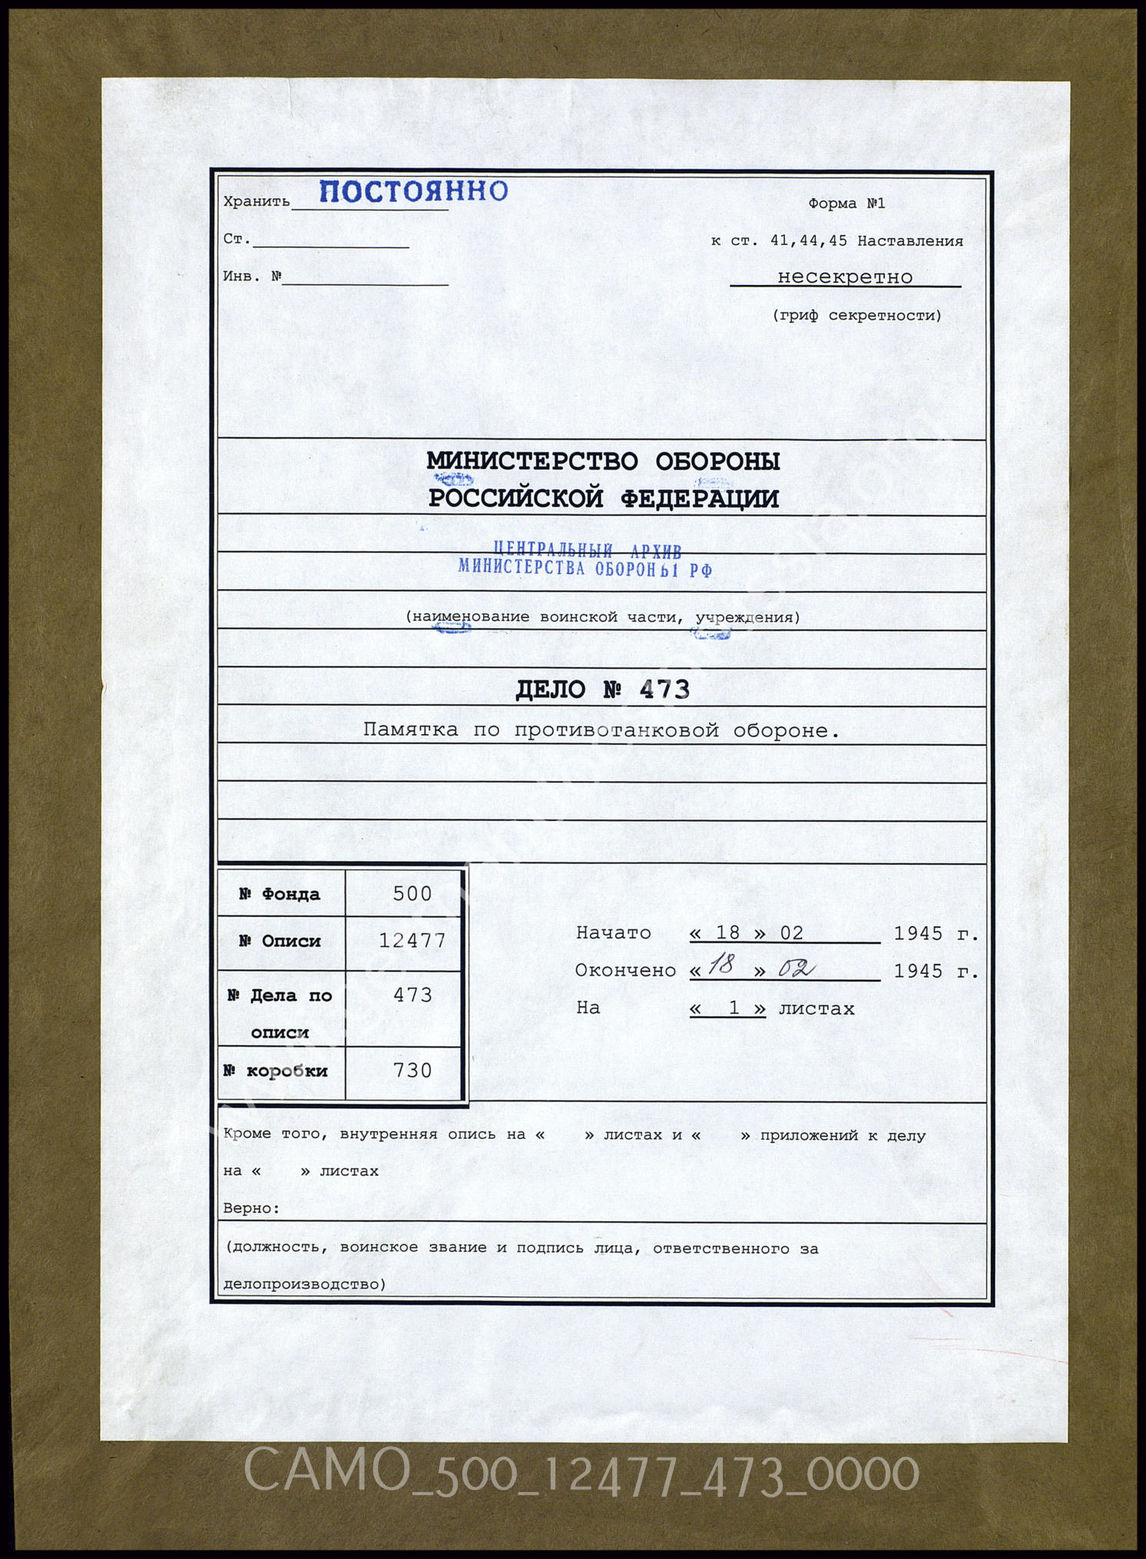 Хранить ПОСТОЯННО
Форма №1
Ст.
к ст. 41,44,45 Наставления
Инв. №
несекретно
(гриф секретности)
МИНИСТЕРСТВО ОБОРОНЫ
РОССИЙСКОЙ ФЕДЕРАЦИИ
ЦЕНТРАЛЬНЫЙ АРХИВ
МИНИСТЕРСТВА ОБОРОНЫ РФ
(наименование воинской части, учреждения)
ДЕЛО № 473
Памятка по противотанковой обороне.
№ Фонда 500
№ Описи 12477
№ Дела по 473
описи
№ коробки 730
Начато « 18 » 02 1945 г.
Окончено « 18 » 02 1945 г.
На « 1 » листах
Кроме того, внутренняя опись на « » листах и « » приложений к делу
на « » листах
Верно:
(должность, воинское звание и подпись лица, ответственного за
делопроизводство)
CAMO_500_12477_473_0000